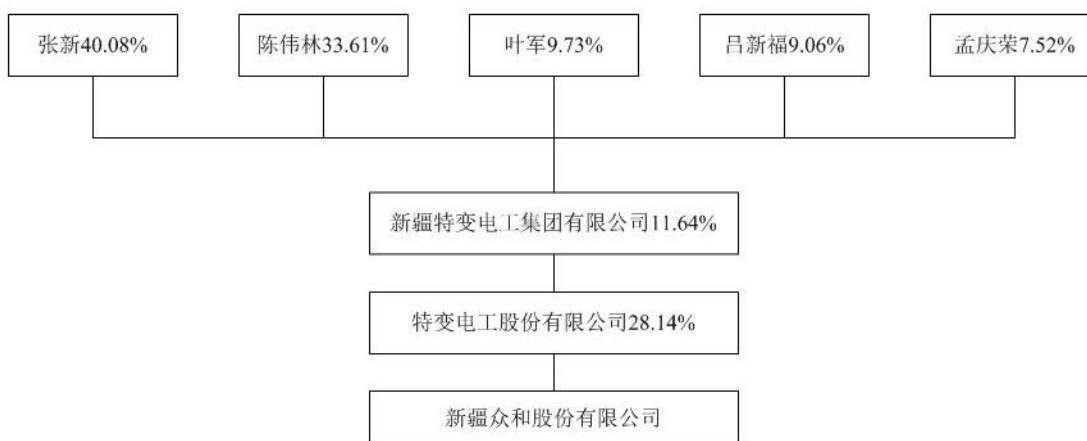 张新40.08%
陈伟林33.61%
叶军9.73%
吕新福9.06%
孟庆荣7.52%
新疆特变电工集团有限公司11.64%
特变电工股份有限公司28.14%
新疆众和股份有限公司